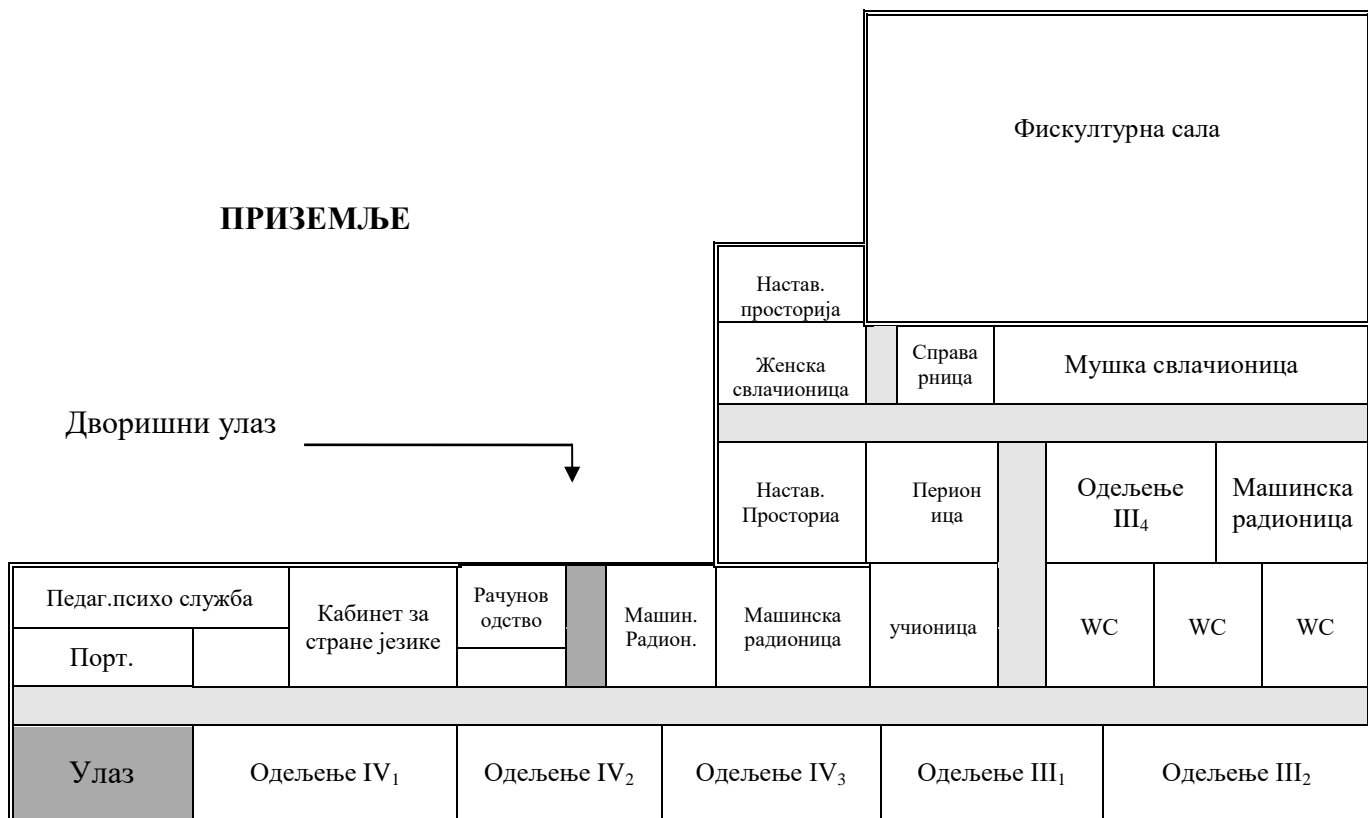 Фискултурна сала
ПРИЗЕМЉЕ
Настав.
просторија
Женска
свлачионица
Справа
рница
Мушка свлачионица
Дворишни улаз
Настав.
Просториа
Перион
ица
Одељење
III₄
Машинска
радионица
Педаг.психо служба
Порт.
Кабинет за
стране језике
Рачунов
одство
Машин.
Радион.
Машинска
радионица
учионица
WC
WC
WC
Улаз
Одељење IV₁
Одељење IV₂
Одељење IV₃
Одељење III₁
Одељење III₂